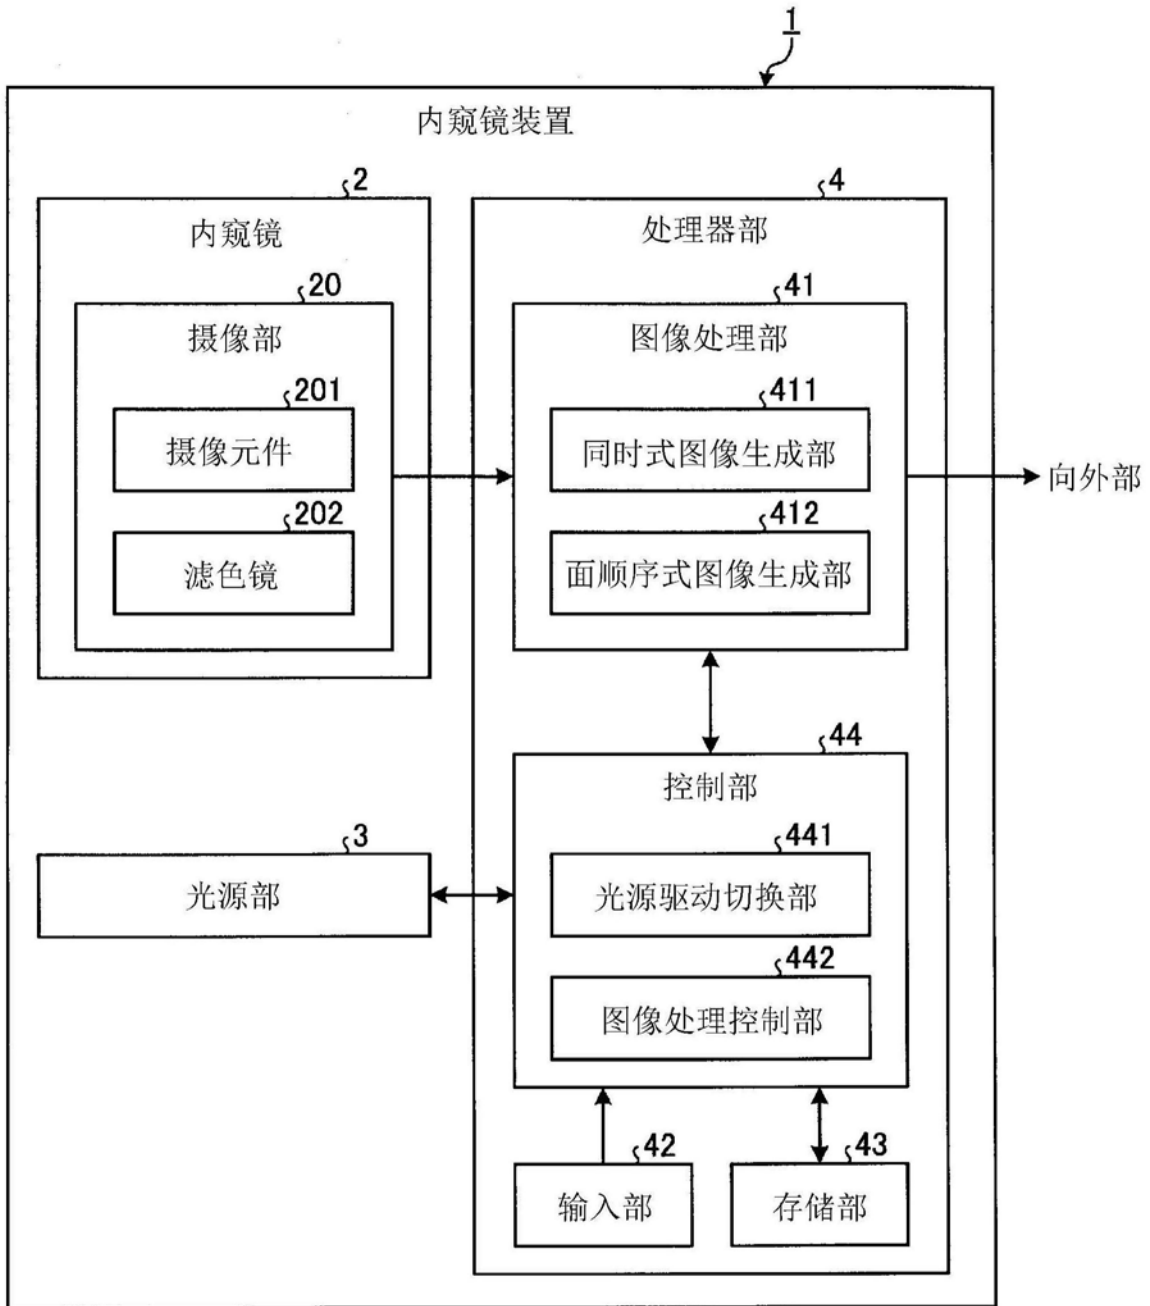 1
内窥镜装置
2
内窥镜
20
摄像部
201
摄像元件
202
滤色镜
4
处理器部
41
图像处理部
411
同时式图像生成部
412
面顺序式图像生成部
向外部
3
光源部
44
控制部
441
光源驱动切换部
442
图像处理控制部
42
输入部
43
存储部